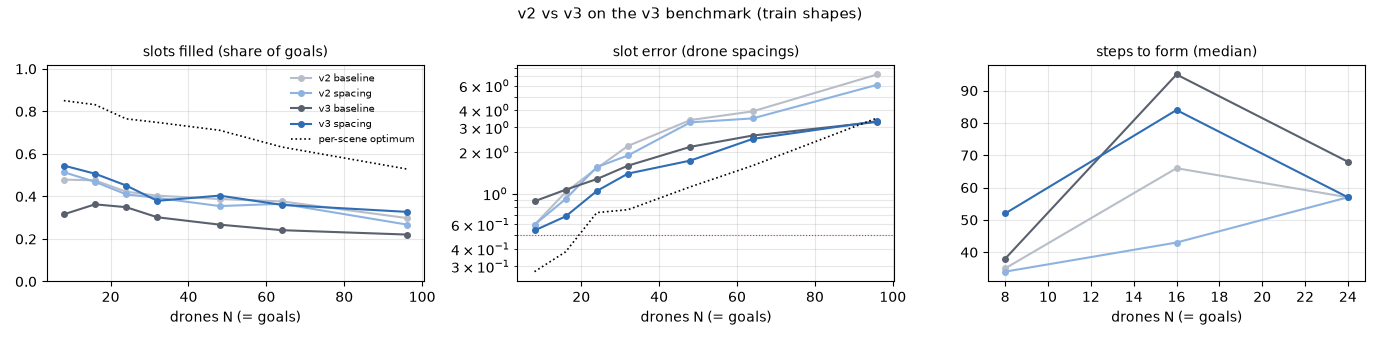 v2 vs v3 on the v3 benchmark (train shapes)
slots filled (share of goals)
1.0
0.8
0.6
0.4
0.2
0.0
20
40
60
80
100
drones N (= goals)
v2 baseline
v2 spacing
v3 baseline
v3 spacing
per-scene optimum
slot error (drone spacings)
6 × 10⁰
4 × 10⁰
3 × 10⁰
2 × 10⁰
10⁰
6 × 10⁻¹
4 × 10⁻¹
3 × 10⁻¹
20
40
60
80
100
drones N (= goals)
steps to form (median)
90
80
70
60
50
40
8
10
12
14
16
18
20
22
24
drones N (= goals)